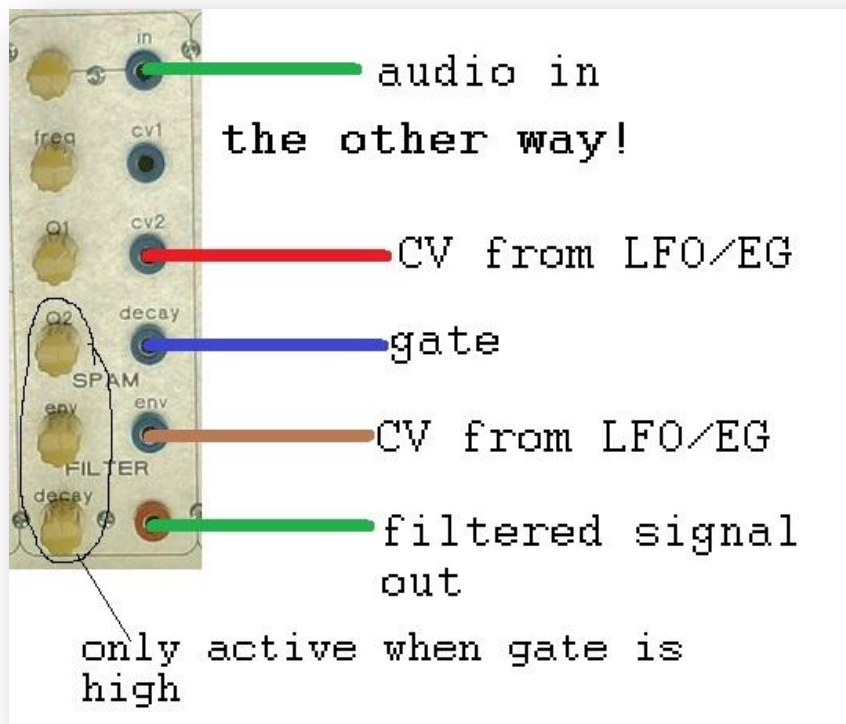 in
audio in
freq
cv1
the other way!
Q1
cv2
CV from LFO/EG
Q2
decay
gate
SPAM
env
env
CV from LFO/EG
FILTER
decay
filtered signal
out
only active when gate is
high